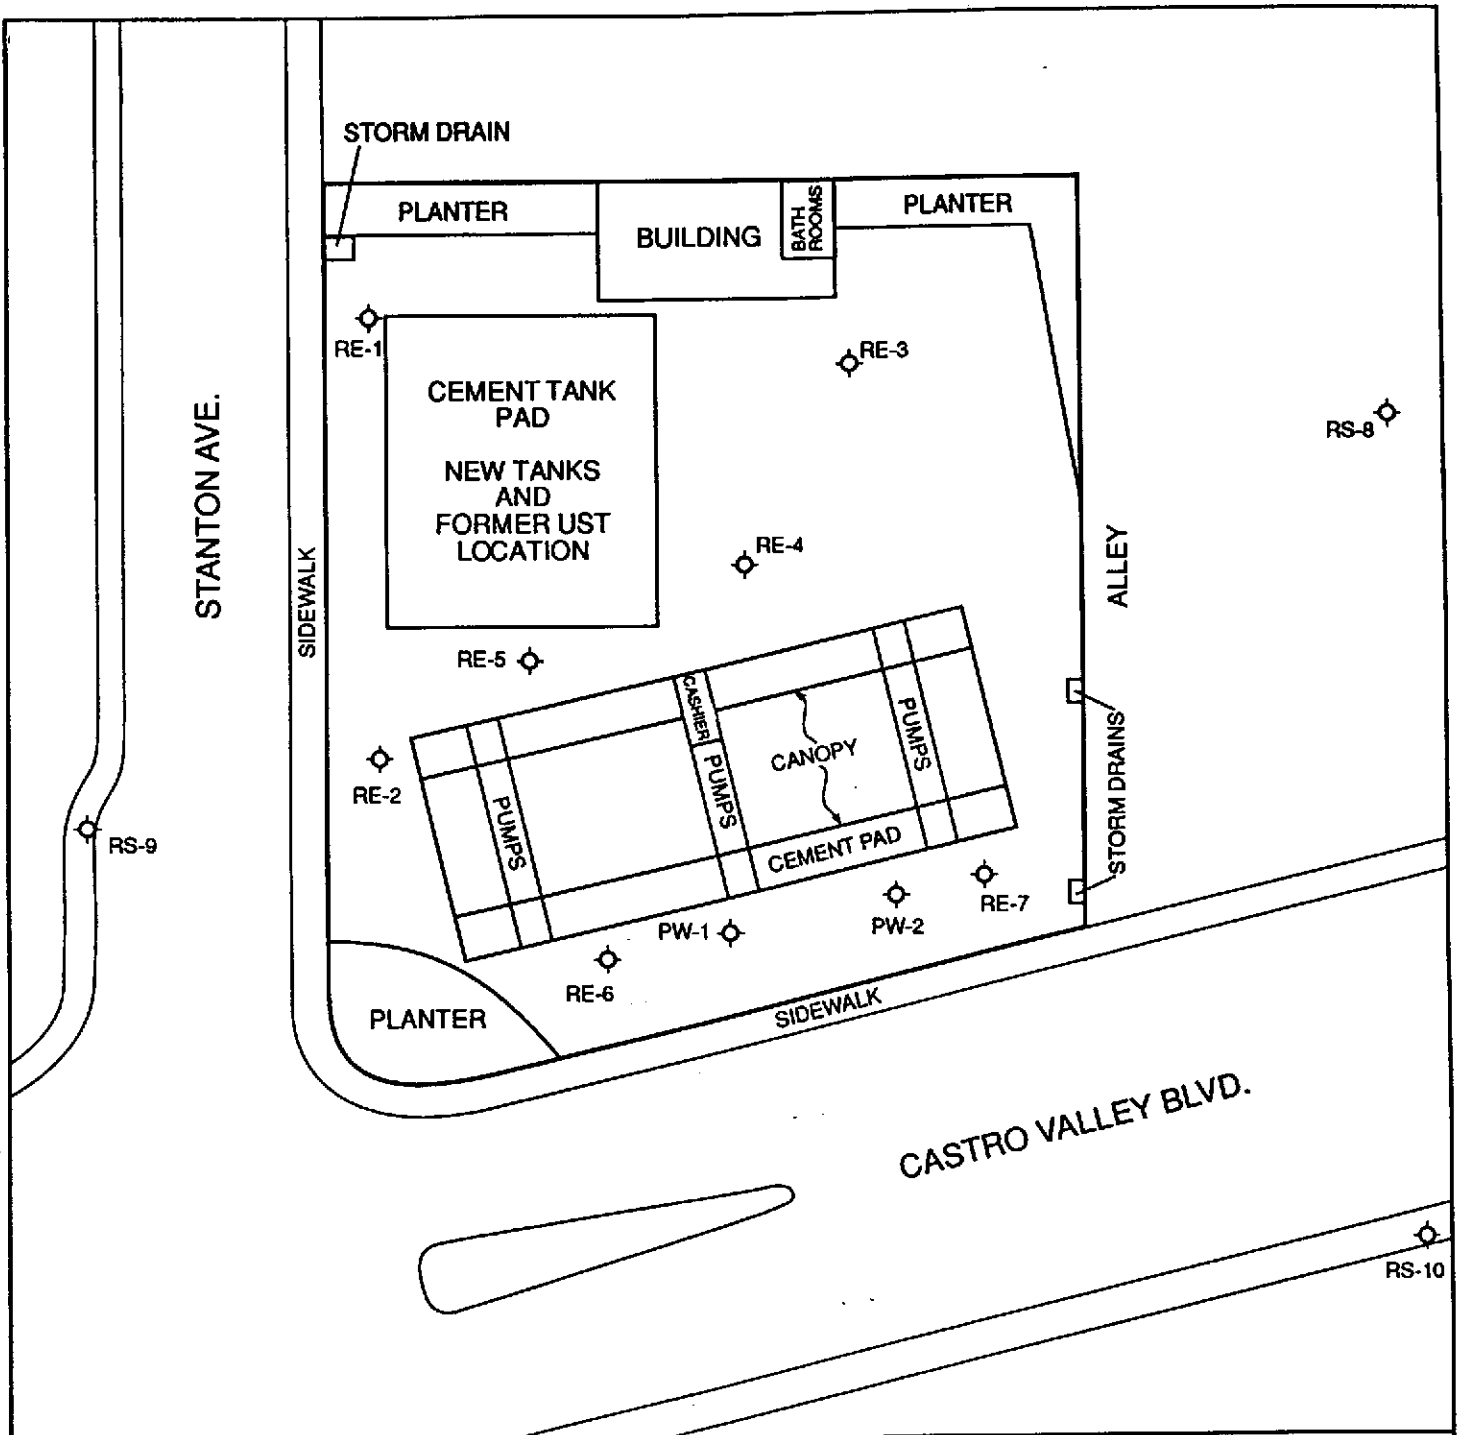 STORM DRAIN
PLANTER
BUILDING
BATH
ROOMS
PLANTER
RE-1
RE-3
CEMENT TANK
PAD
NEW TANKS
AND
FORMER UST
LOCATION
STANTON AVE.
SIDEWALK
RS-8
RE-4
ALLEY
RE-5
CASHIER
PUMPS
CANOPY
PUMPS
STORM DRAINS
RE-2
PUMPS
CEMENT PAD
RS-9
RE-7
PW-1
PW-2
RE-6
PLANTER
SIDEWALK
CASTRO VALLEY BLVD.
RS-10